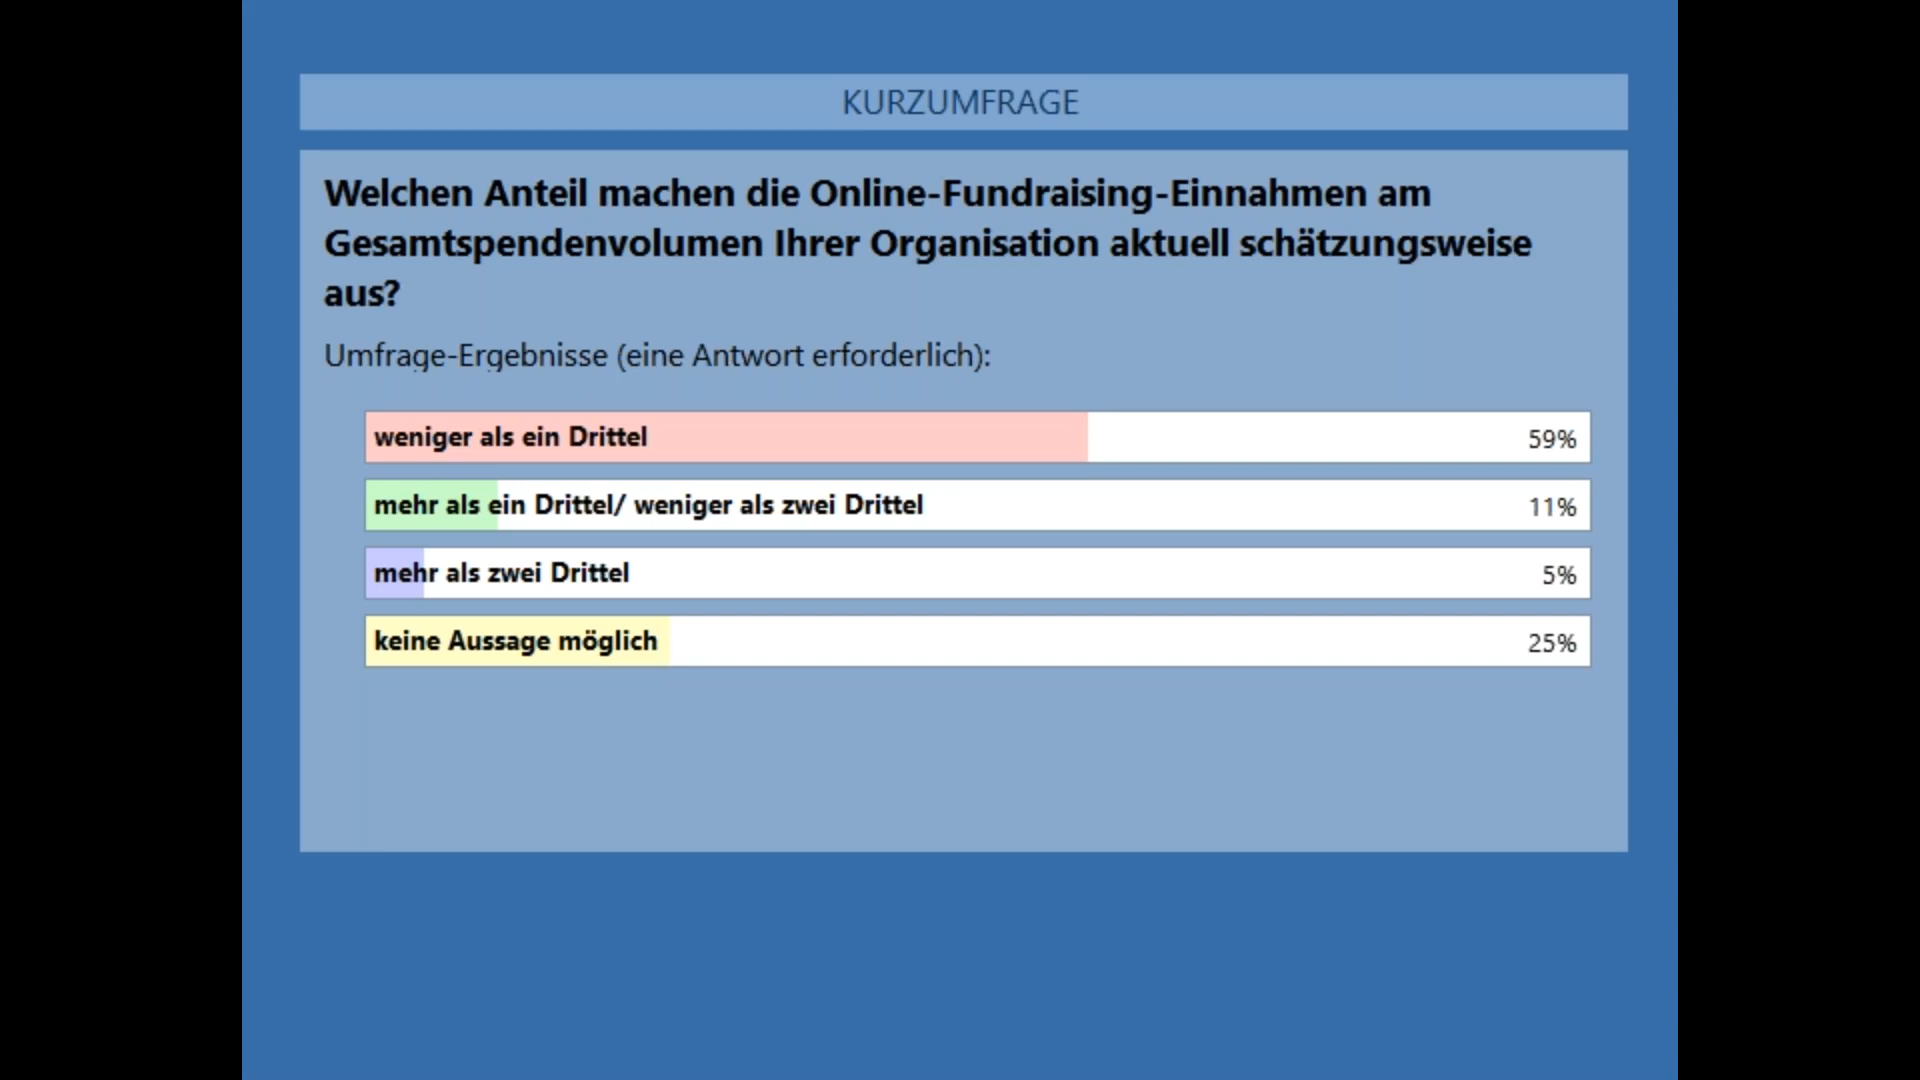 KURZUMFRAGE
Welchen Anteil machen die Online-Fundraising-Einnahmen am
Gesamtspendenvolumen Ihrer Organisation aktuell schätzungsweise
aus?
Umfrage-Ergebnisse (eine Antwort erforderlich):
weniger als ein Drittel 59%
mehr als ein Drittel/ weniger als zwei Drittel 11%
mehr als zwei Drittel 5%
keine Aussage möglich 25%